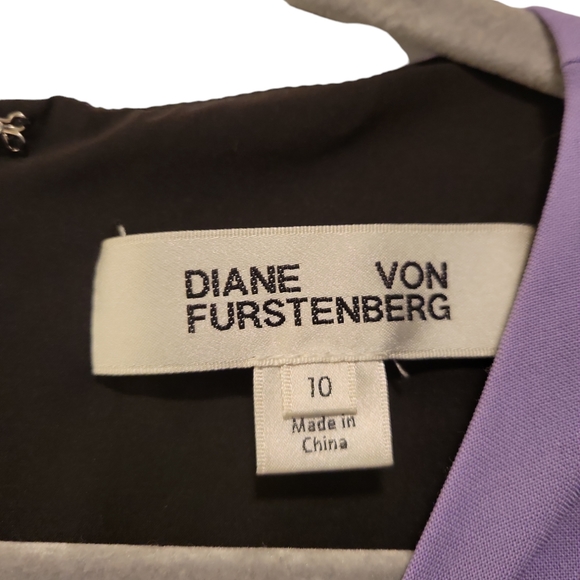 DIANE VON
FURSTENBERG
10
Made in
China